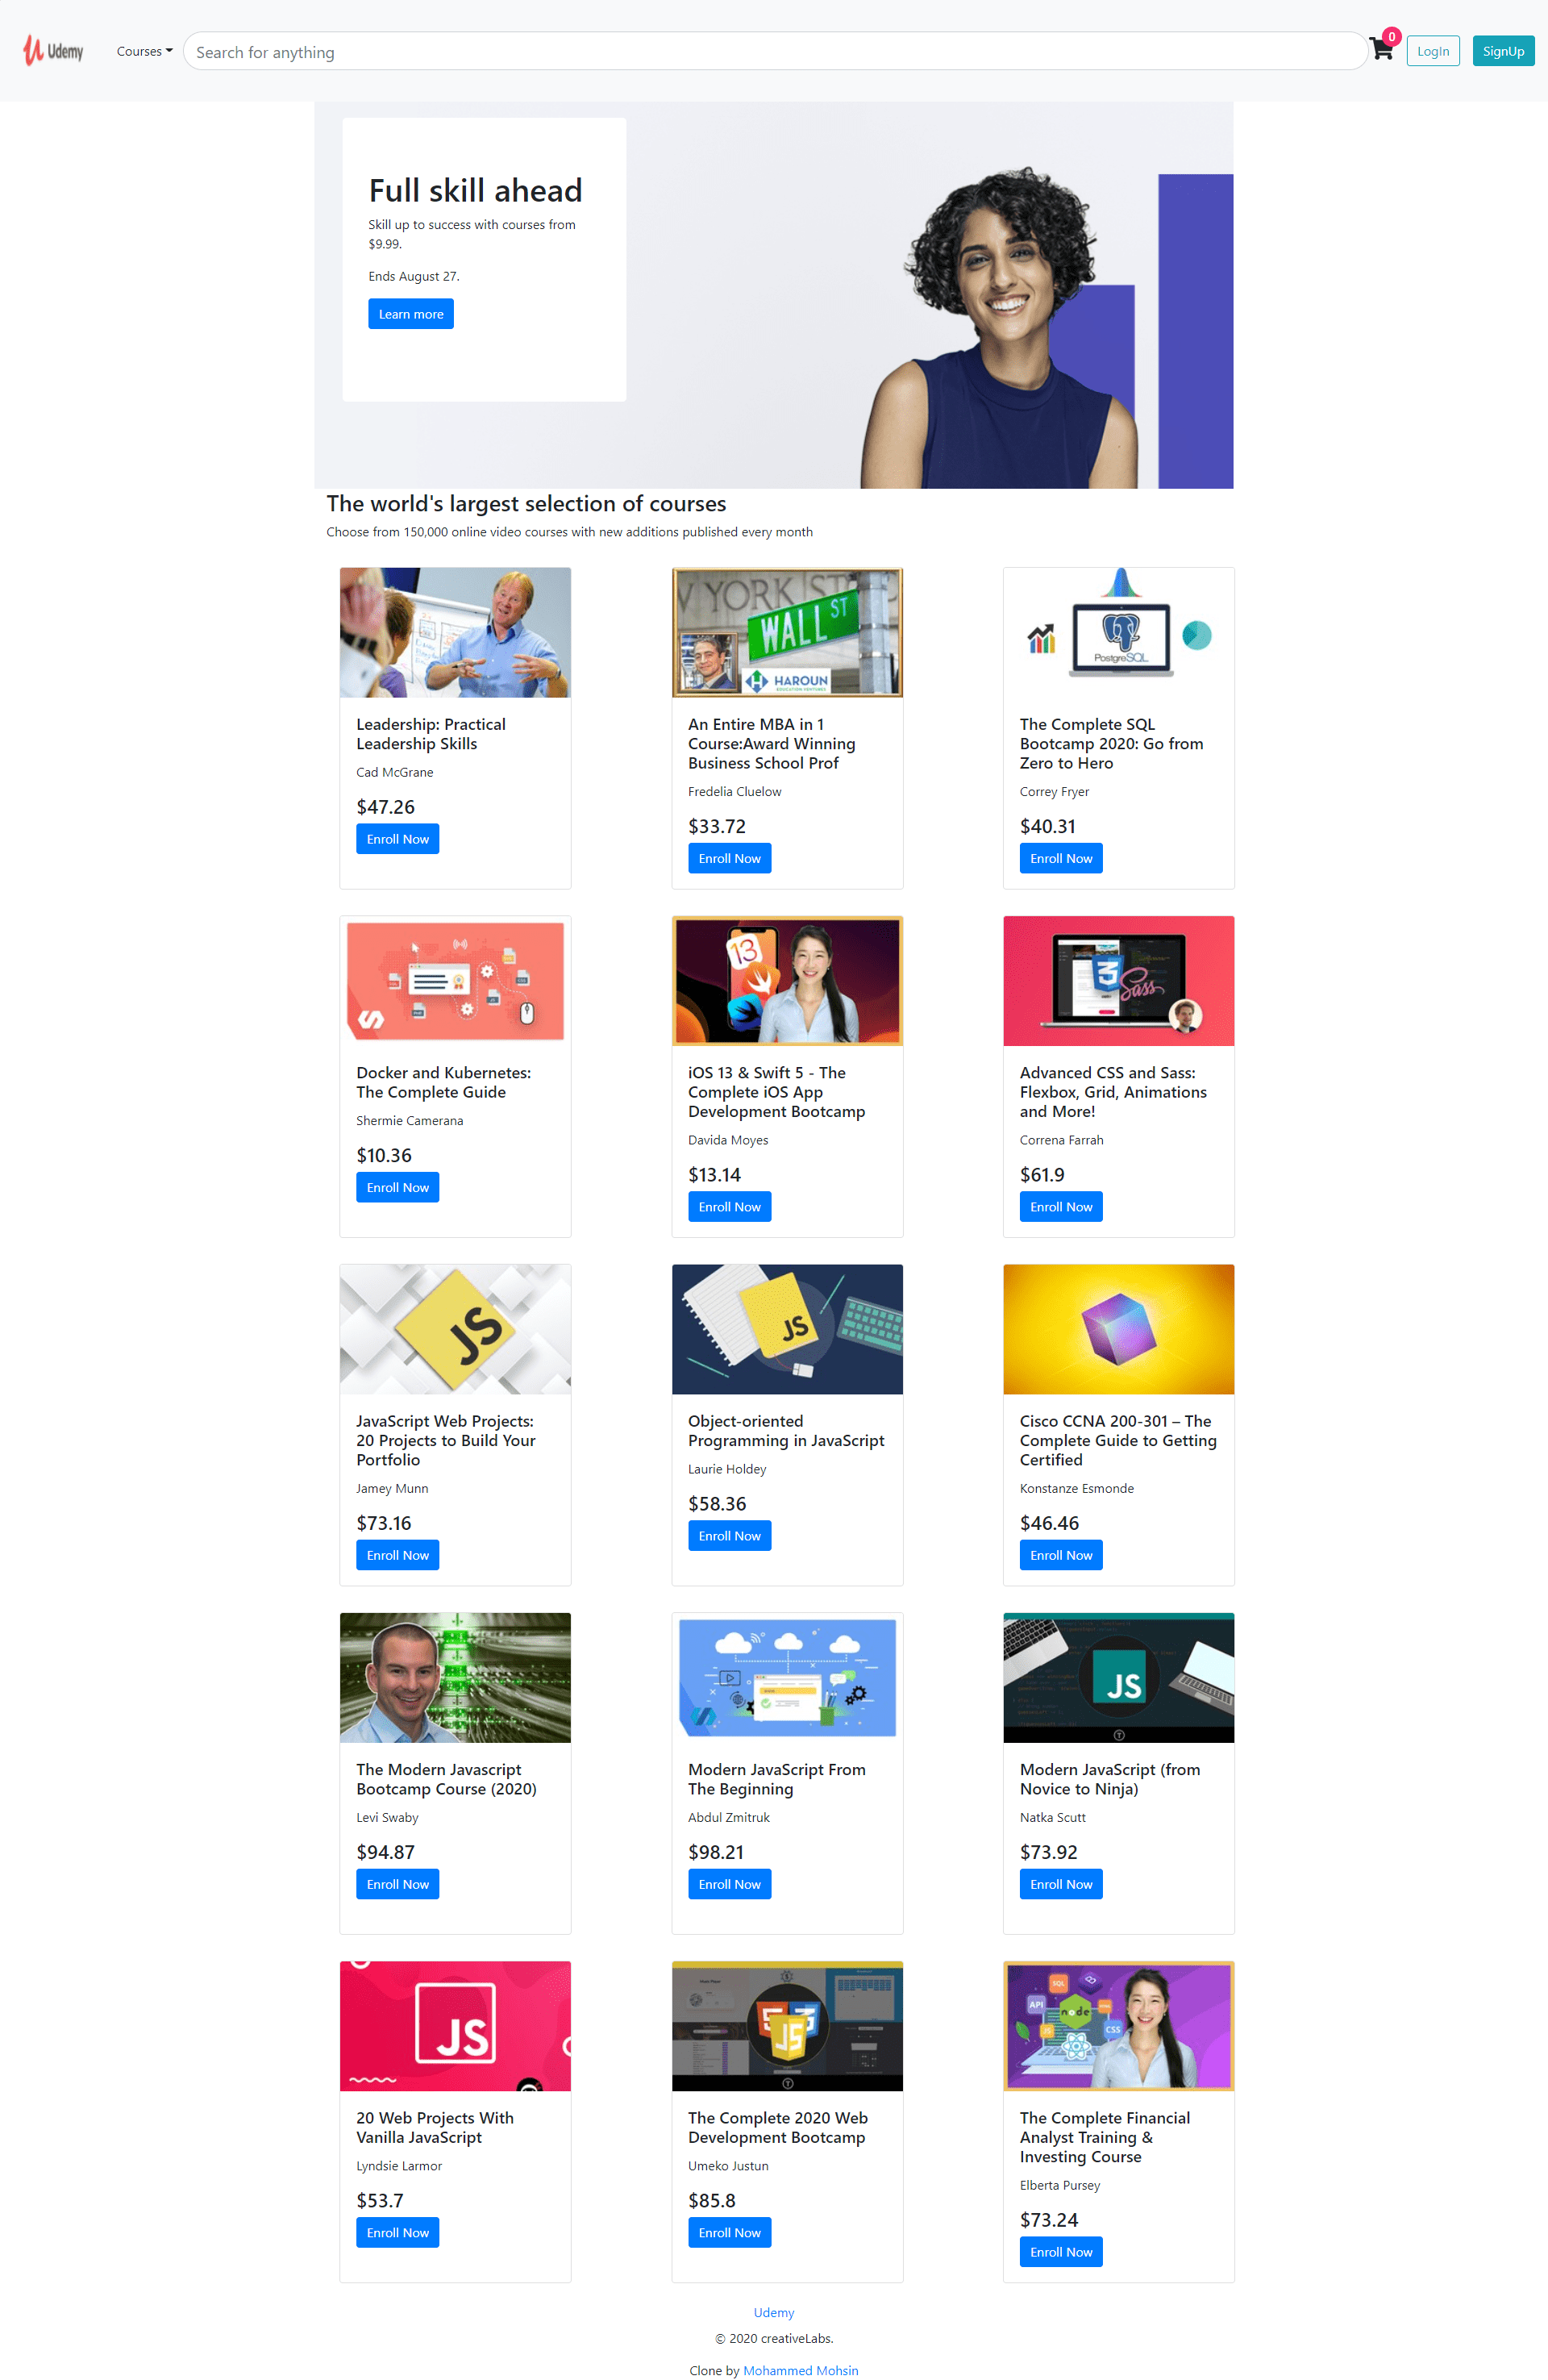 Udemy
Courses
Search for anything
0
LogIn
SignUp
Full skill ahead
Skill up to success with courses from
$9.99.
Ends August 27.
Learn more
The world's largest selection of courses
Choose from 150,000 online video courses with new additions published every month
YORK
WALL ST
HAROUN
EDUCATION VENTURES
PostgreSQL
Leadership: Practical
Leadership Skills
Cad McGrane
$47.26
Enroll Now
An Entire MBA in 1
Course:Award Winning
Business School Prof
Fredelia Cluelow
$33.72
Enroll Now
The Complete SQL
Bootcamp 2020: Go from
Zero to Hero
Correy Fryer
$40.31
Enroll Now
13
3
Sass
Docker and Kubernetes:
The Complete Guide
Shermie Camerana
$10.36
Enroll Now
iOS 13 & Swift 5 - The
Complete iOS App
Development Bootcamp
Davida Moyes
$13.14
Enroll Now
Advanced CSS and Sass:
Flexbox, Grid, Animations
and More!
Correna Farrah
$61.9
Enroll Now
JS
JS
JavaScript Web Projects:
20 Projects to Build Your
Portfolio
Jamey Munn
$73.16
Enroll Now
Object-oriented
Programming in JavaScript
Laurie Holdey
$58.36
Enroll Now
Cisco CCNA 200-301 – The
Complete Guide to Getting
Certified
Konstanze Esmonde
$46.46
Enroll Now
JS
The Modern Javascript
Bootcamp Course (2020)
Levi Swaby
$94.87
Enroll Now
Modern JavaScript From
The Beginning
Abdul Zmitruk
$98.21
Enroll Now
Modern JavaScript (from
Novice to Ninja)
Natka Scutt
$73.92
Enroll Now
JS
5 JS 3
SQL
API
node
JS
CSS
20 Web Projects With
Vanilla JavaScript
Lyndsie Larmor
$53.7
Enroll Now
The Complete 2020 Web
Development Bootcamp
Umeko Justun
$85.8
Enroll Now
The Complete Financial
Analyst Training &
Investing Course
Elberta Pursey
$73.24
Enroll Now
Udemy
© 2020 creativeLabs.
Clone by Mohammed Mohsin